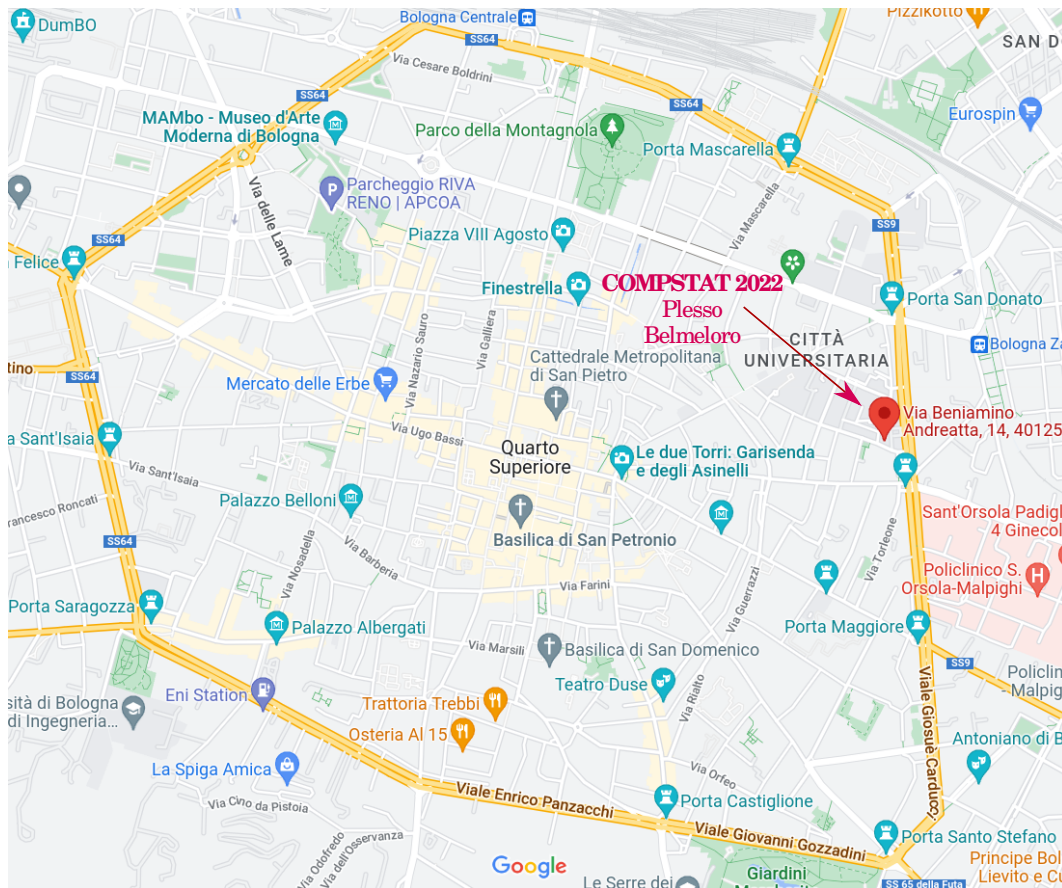 Bologna Centrale
Pizzikotto
DumBO
SS64
SAN D
Via Cesare Boldrini
SS64
SS64
MAMbo - Museo d'Arte
Moderna di Bologna
Parco della Montagnola
Eurospin
Porta Mascarella
Parcheggio RIVA
RENO | APCOA
Via delle Lame
Via Mascarella
SS9
Piazza VIII Agosto
SS64
Felice
Finestrella
COMPSTAT 2022
Plesso
Belmeloro
Porta San Donato
Via Nazario Sauro
Via Galliera
CITTÀ
UNIVERSITARIA
Bologna Za
tino
SS64
Cattedrale Metropolitana
di San Pietro
Mercato delle Erbe
Via Beniamino
Andreatta, 14, 40125
a Sant'Isaia
Via Ugo Bassi
Quarto
Superiore
Le due Torri: Garisenda
e degli Asinelli
Via Sant'Isaia
Palazzo Belloni
Francesco Roncati
Basilica di San Petronio
Sant'Orsola Padigl
4 Ginecol
SS64
Via Nosadella
Via Barberia
Via Torleone
Policlinico S.
Orsola-Malpighi
Via Farini
Via Guerrazzi
Porta Saragozza
Palazzo Albergati
Porta Maggiore
Via Marsili
Basilica di San Domenico
SS9
Policlin
- Malpig
Eni Station
Teatro Duse
Via Rialto
sità di Bologna
di Ingegneria...
Trattoria Trebbi
Osteria Al 15
Viale Giosuè Carducci
Antoniano di B
La Spiga Amica
Via Orfeo
Via Cino da Pistoia
Viale Enrico Panzacchi
Porta Castiglione
Viale Giovanni Gozzadini
Porta Santo Stefano
Via Odofredo
Via dell'Osservanza
Google
Giardini
Principe Bol
Lievito e C
Le Serre dei
SS 65 della Futa